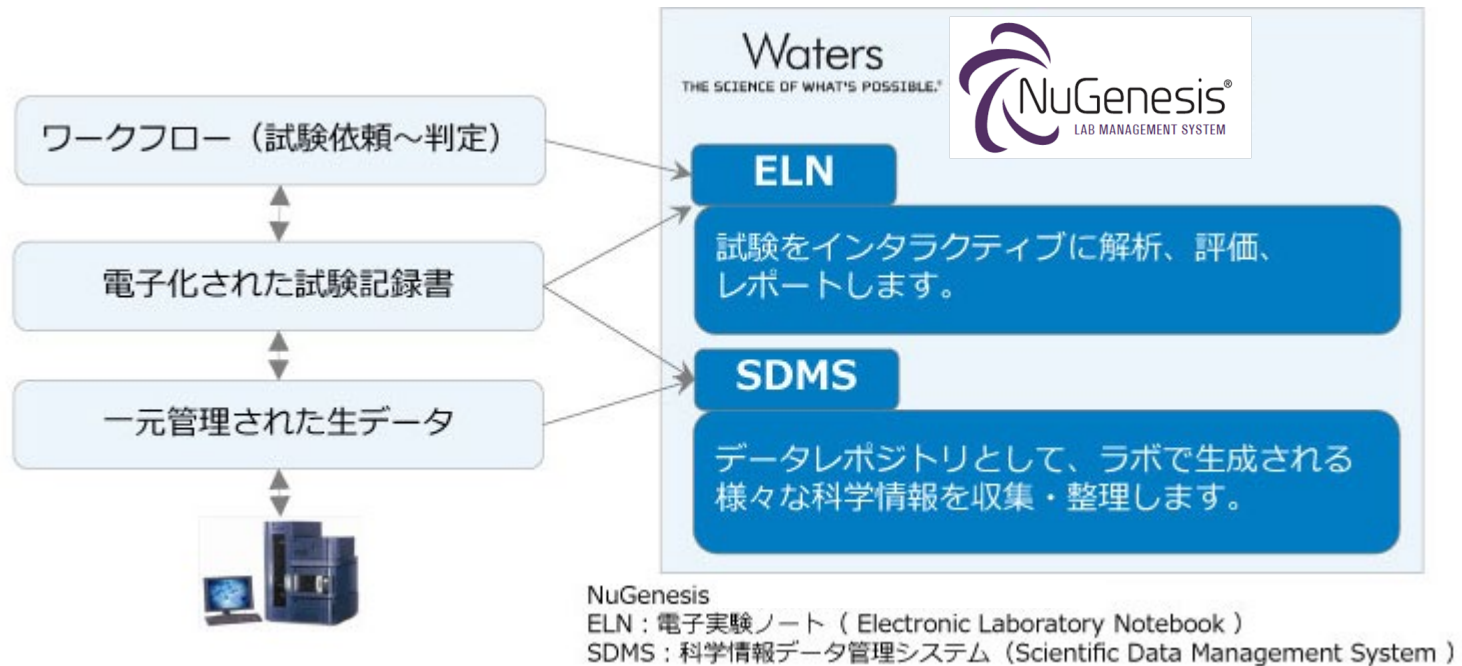 Waters
THE SCIENCE OF WHAT'S POSSIBLE.®
NuGenesis®
LAB MANAGEMENT SYSTEM
ワークフロー（試験依頼～判定）
電子化された試験記録書
一元管理された生データ
ELN
試験をインタラクティブに解析、評価、
レポートします。
SDMS
データレポジトリとして、ラボで生成される
様々な科学情報を収集・整理します。
NuGenesis
ELN：電子実験ノート（ Electronic Laboratory Notebook ）
SDMS：科学情報データ管理システム（Scientific Data Management System ）